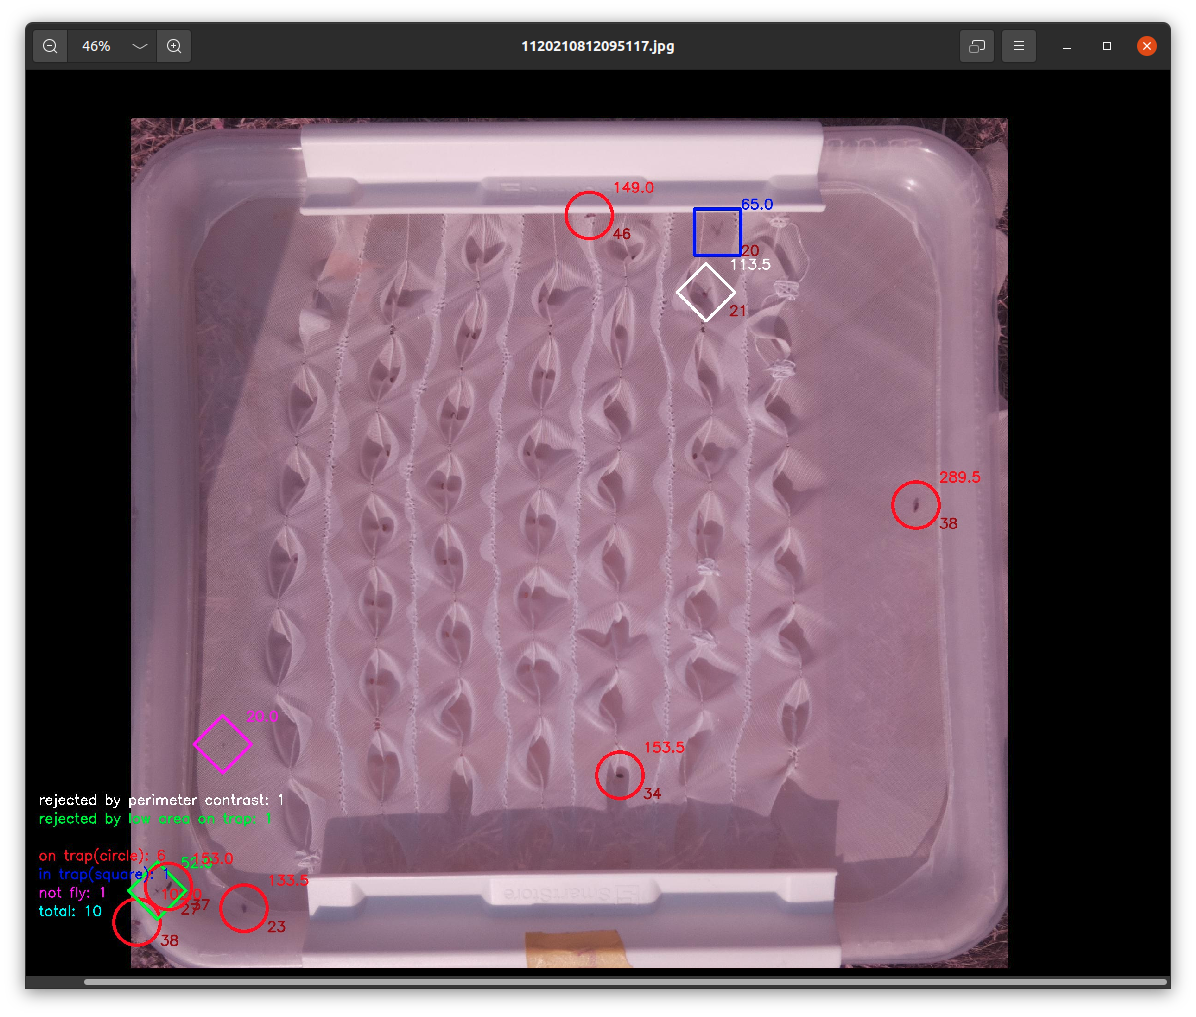 46%
1120210812095117.jpg
149.0
46
65.0
20
113.5
21
289.5
38
20.0
153.5
34
rejected by perimeter contrast: 1
rejected by low area on trap: 1
on trap(circle): 6
153.0
in trap(square): 1
133.5
not fly: 1
27
37
total: 10
23
38
SmartStore